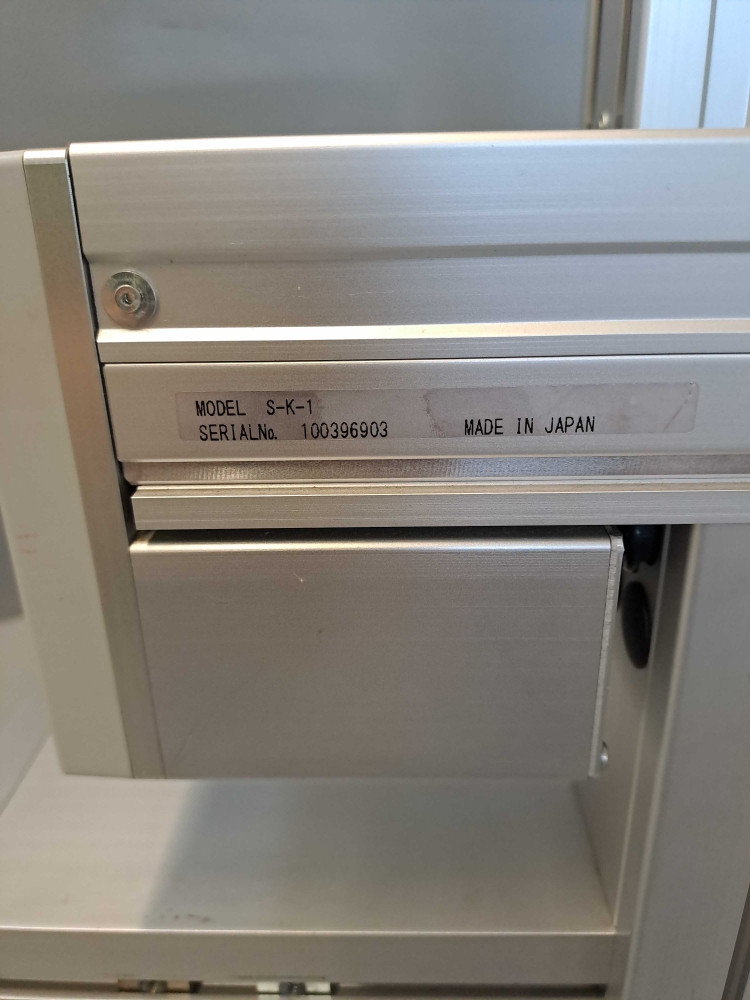 MODEL S-K-1
SERIALNo. 100396903 MADE IN JAPAN